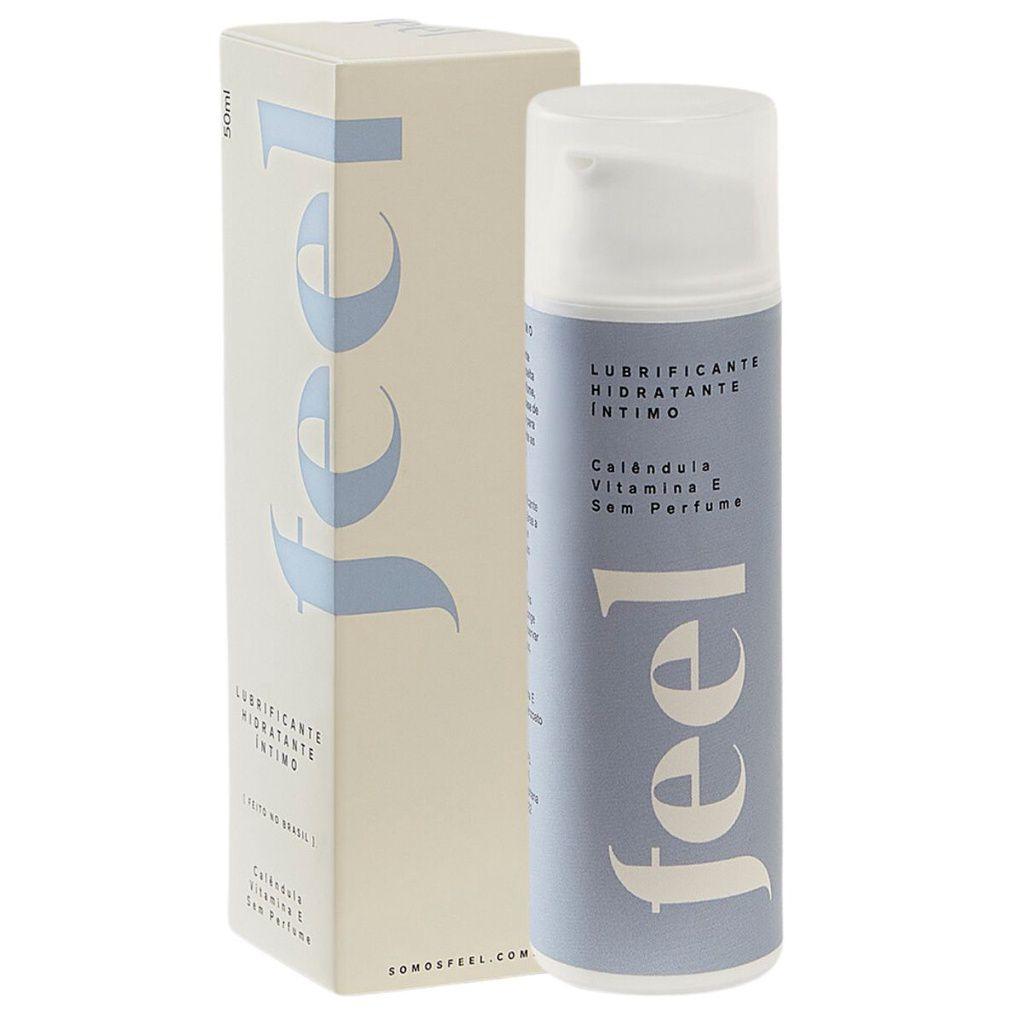 feel
50ml
feel
LUBRIFICANTE
HIDRATANTE
ÍNTIMO
[ FEITO NO BRASIL ]
Calêndula
Vitamina E
Sem Perfume
SOMOSFEEL.COM.
LUBRIFICANTE
HIDRATANTE
ÍNTIMO
Calêndula
Vitamina E
Sem Perfume
feel